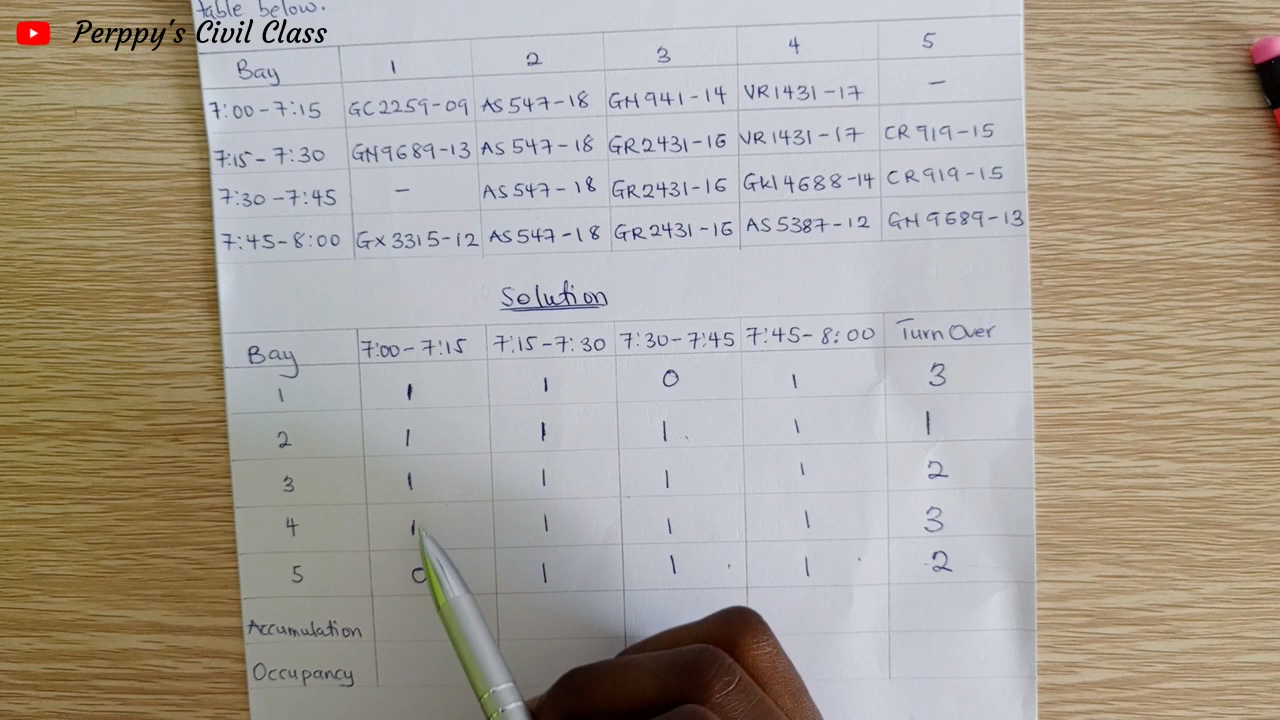 table below.
Perppy's Civil Class
Bay 1 2 3 4 5
7:00-7:15 GC2259-09 AS547-18 GN941-14 VR1431-17 -
7:15-7:30 GN9689-13 AS547-18 GR2431-16 VR1431-17 CR919-15
7:30-7:45 - AS547-18 GR2431-16 GK14688-14 CR919-15
7:45-8:00 GX3315-12 AS547-18 GR2431-16 AS5387-12 GN9689-13
Solution
Bay 7:00-7:15 7:15-7:30 7:30-7:45 7:45-8:00 Turn Over
1 1 1 0 1 3
2 1 1 1 1 1
3 1 1 1 1 2
4 1 1 1 1 3
5 0 1 1 1 2
Accumulation
Occupancy